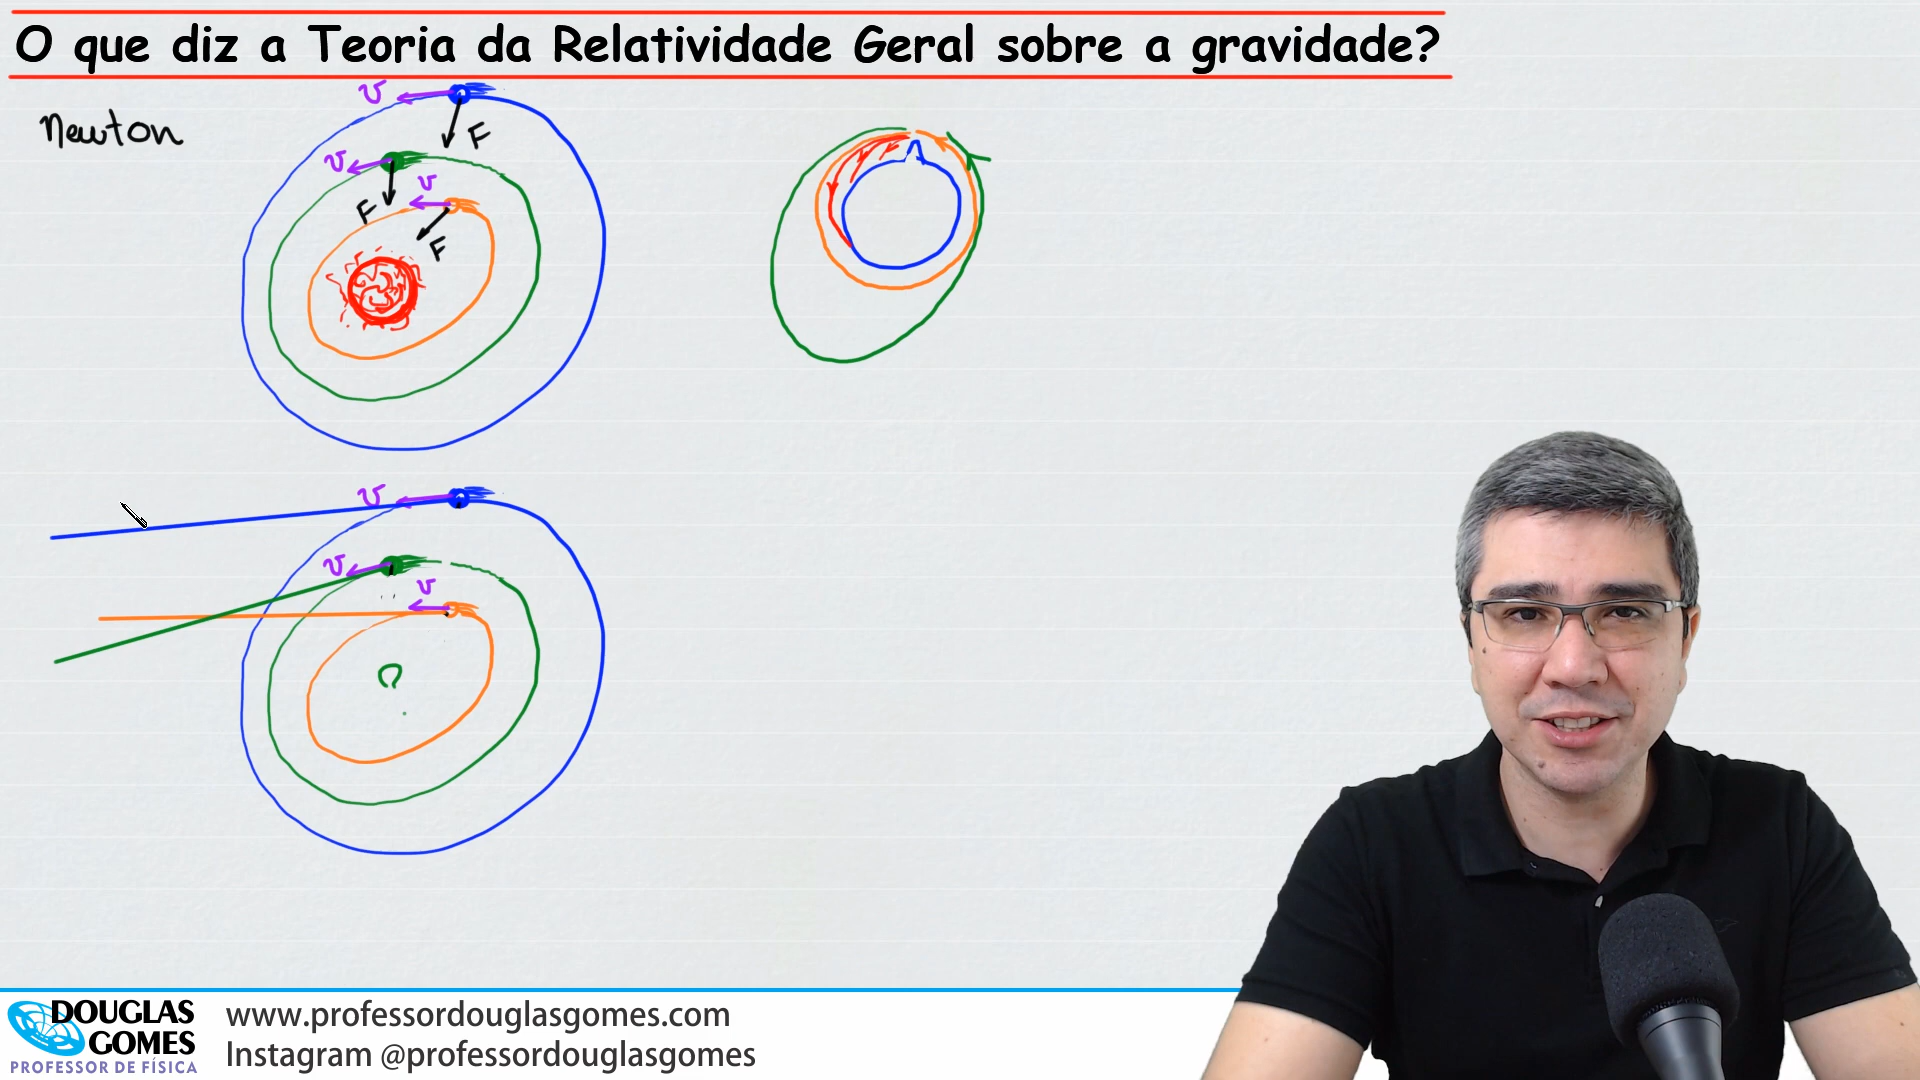 O que diz a Teoria da Relatividade Geral sobre a gravidade?
Newton
v
F
v
F
v
F
v
v
v
DOUGLAS
GOMES
PROFESSOR DE FÍSICA
www.professordouglasgomes.com
Instagram @professordouglasgomes